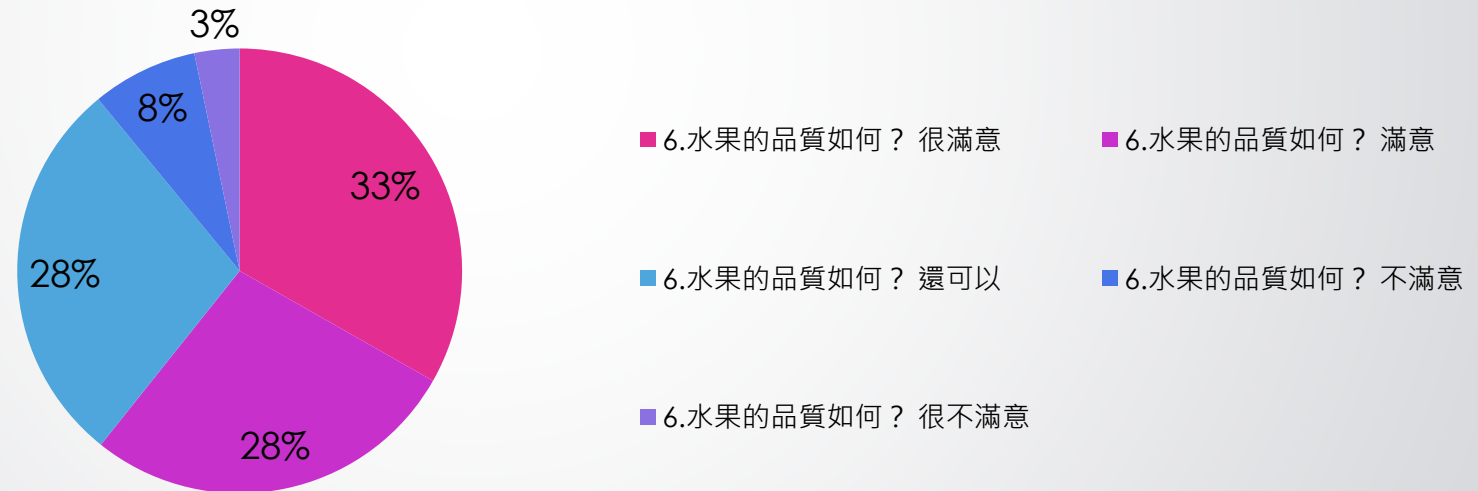 3%
8%
33%
28%
28%
6.水果的品質如何？ 很滿意
6.水果的品質如何？ 滿意
6.水果的品質如何？ 還可以
6.水果的品質如何？ 不滿意
6.水果的品質如何？ 很不滿意